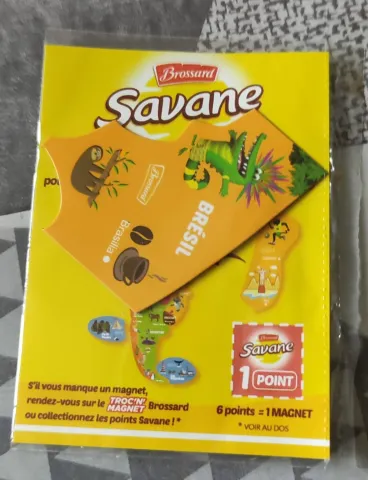 Brossard
Savane
Brossard
BRÉSIL
Brasilia
Brossard
Savane
1 POINT
S'il vous manque un magnet,
rendez-vous sur le TROC'N' MAGNET Brossard
ou collectionnez les points Savane ! *
6 points = 1 MAGNET
* VOIR AU DOS